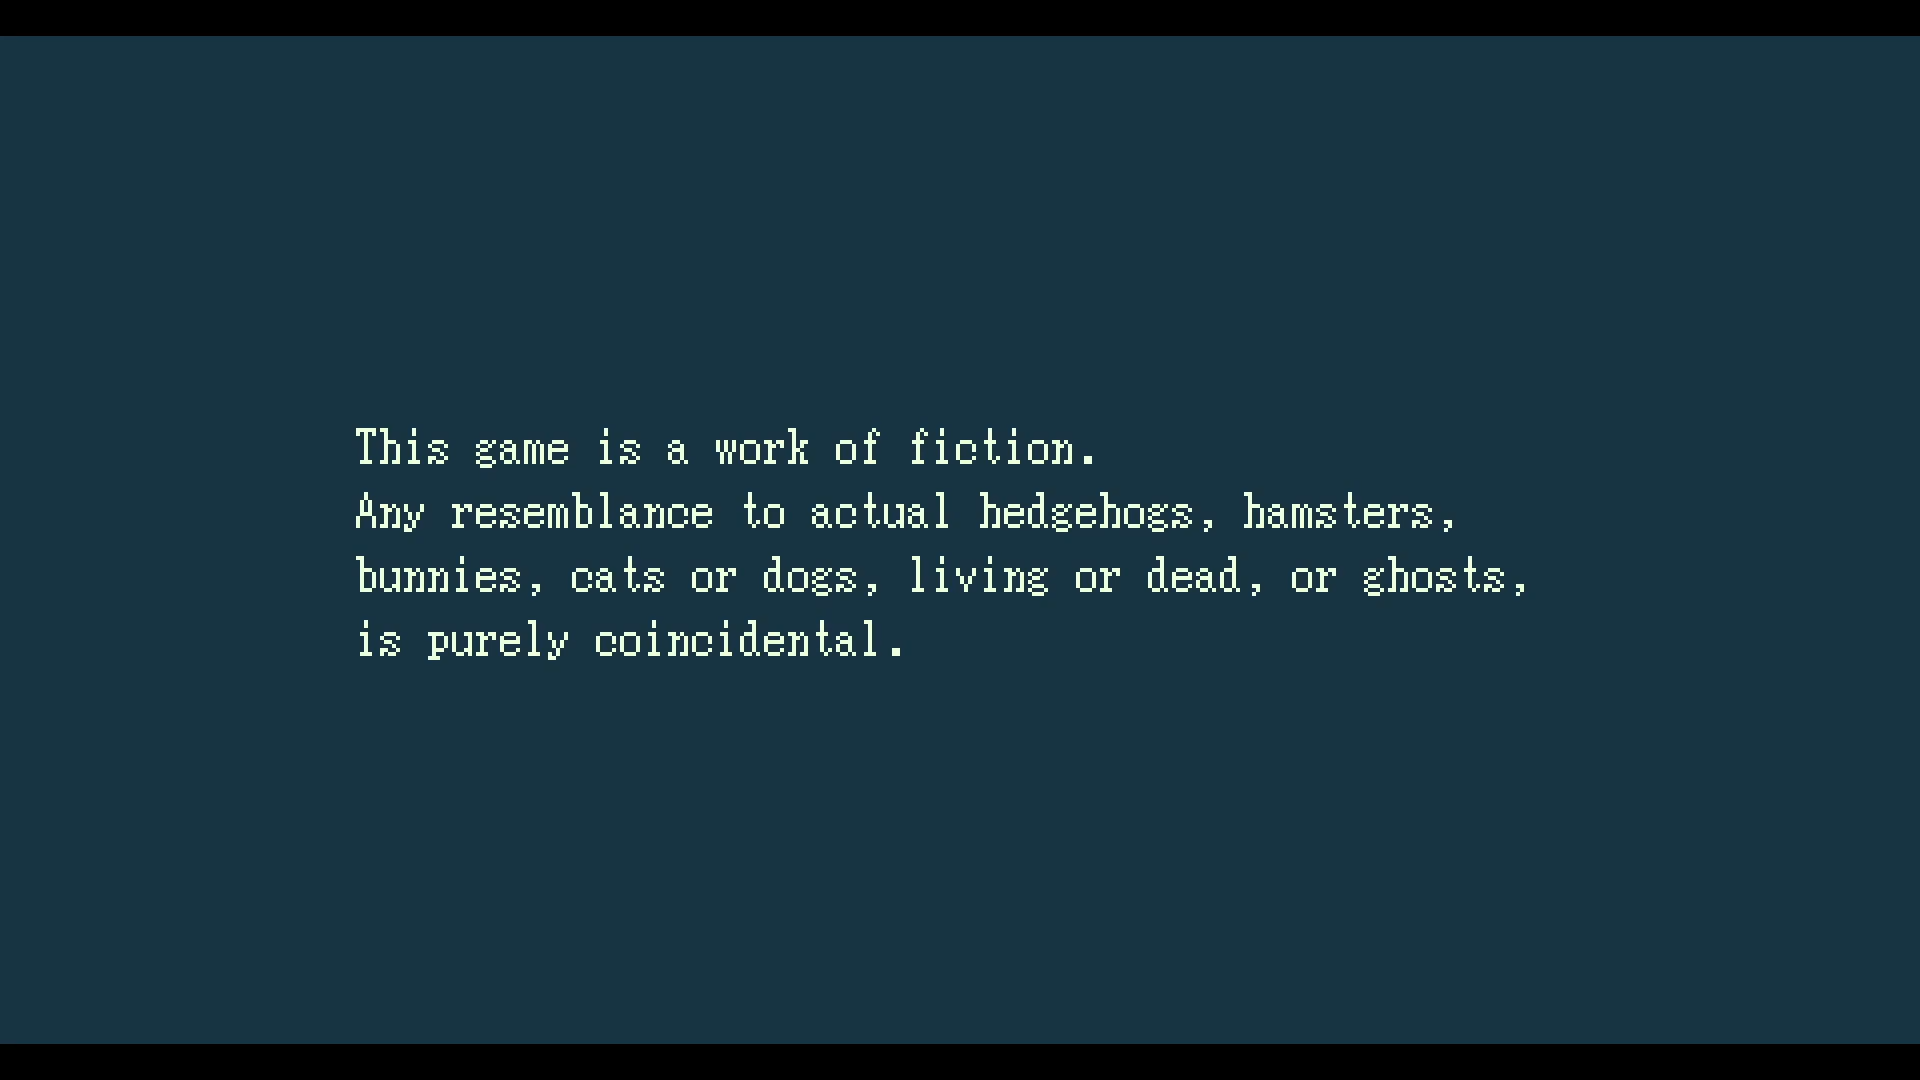 This game is a work of fiction.
Any resemblance to actual hedgehogs, hamsters,
bunnies, cats or dogs, living or dead, or ghosts,
is purely coincidental.